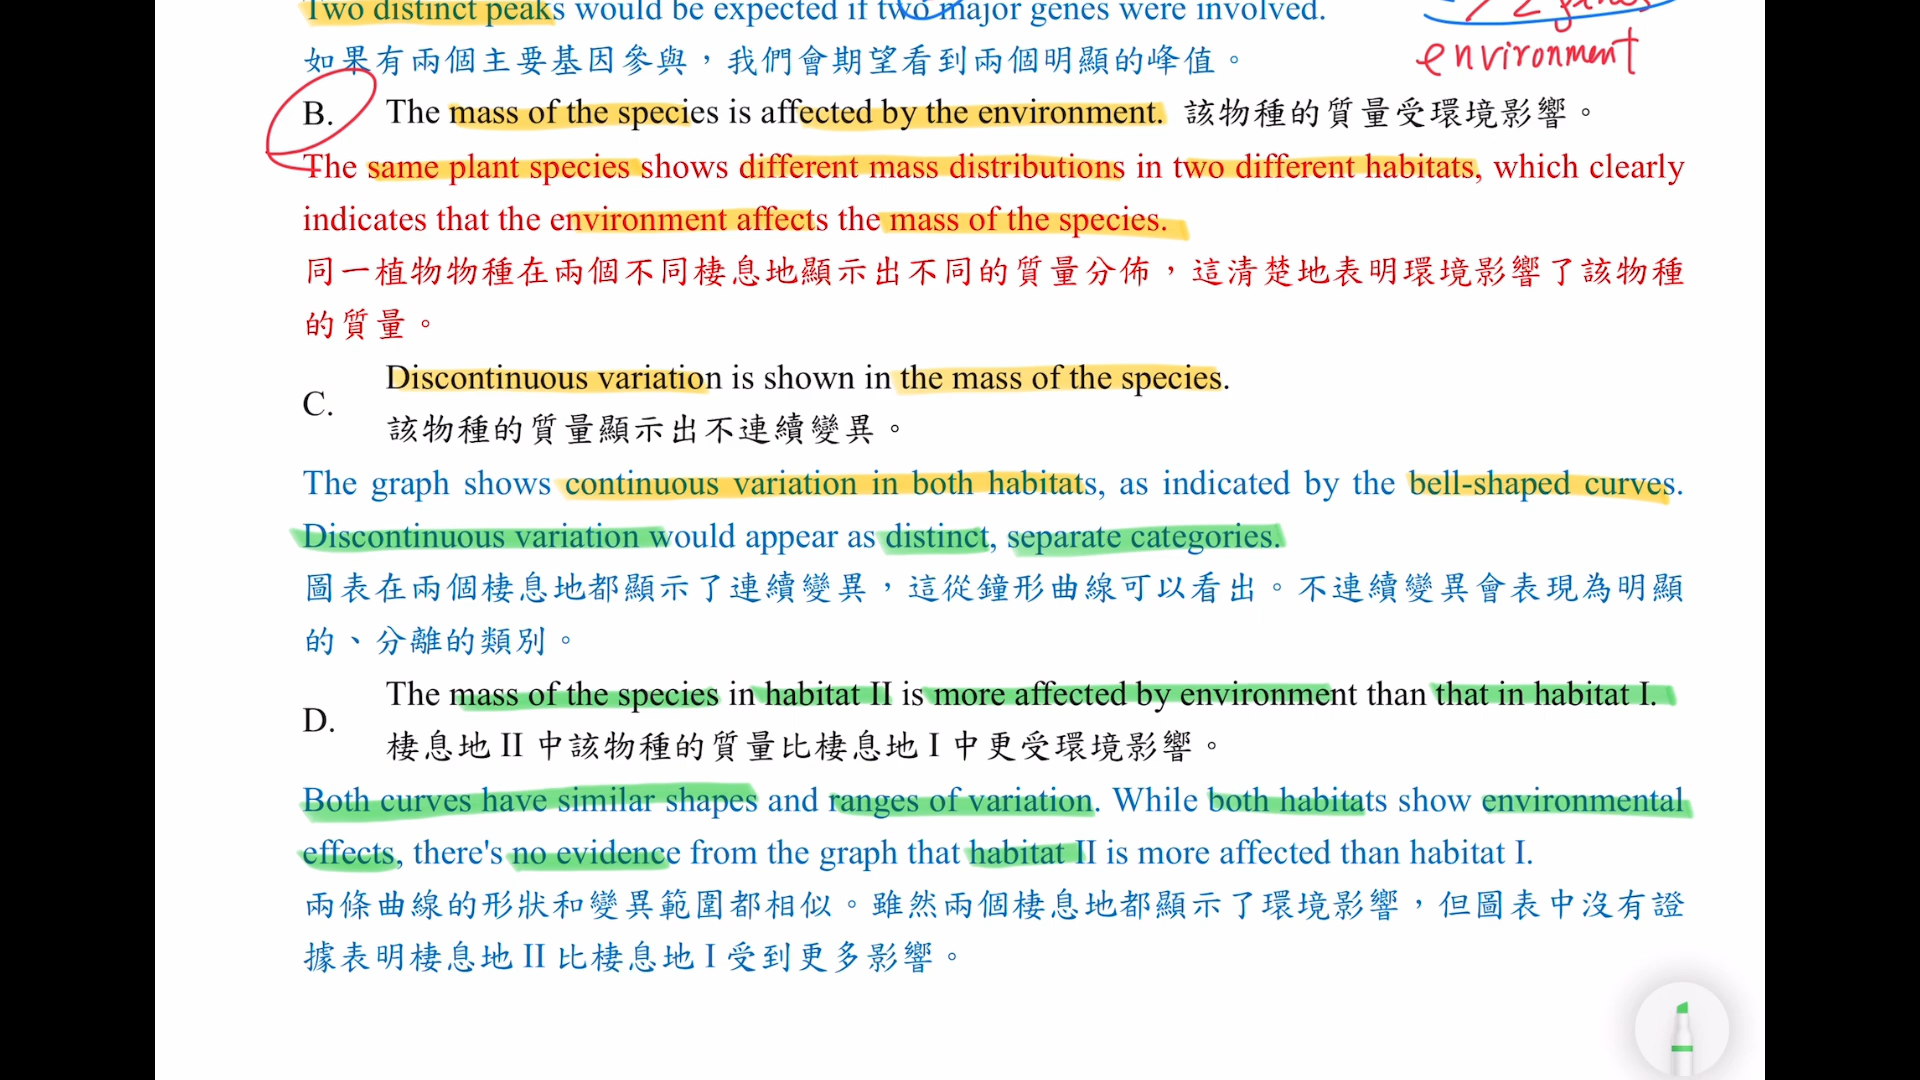 Two distinct peaks would be expected if two major genes were involved.
如果有兩個主要基因參與，我們會期望看到兩個明顯的峰值。
environment
B. The mass of the species is affected by the environment. 該物種的質量受環境影響。
The same plant species shows different mass distributions in two different habitats, which clearly
indicates that the environment affects the mass of the species.
同一植物物種在兩個不同棲息地顯示出不同的質量分佈，這清楚地表明環境影響了該物種
的質量。
Discontinuous variation is shown in the mass of the species.
C.
該物種的質量顯示出不連續變異。
The graph shows continuous variation in both habitats, as indicated by the bell-shaped curves.
Discontinuous variation would appear as distinct, separate categories.
圖表在兩個棲息地都顯示了連續變異，這從鐘形曲線可以看出。不連續變異會表現為明顯
的、分離的類別。
The mass of the species in habitat II is more affected by environment than that in habitat I.
D.
棲息地 II 中該物種的質量比棲息地 I 中更受環境影響。
Both curves have similar shapes and ranges of variation. While both habitats show environmental
effects, there's no evidence from the graph that habitat II is more affected than habitat I.
兩條曲線的形狀和變異範圍都相似。雖然兩個棲息地都顯示了環境影響，但圖表中沒有證
據表明棲息地 II 比棲息地 I 受到更多影響。